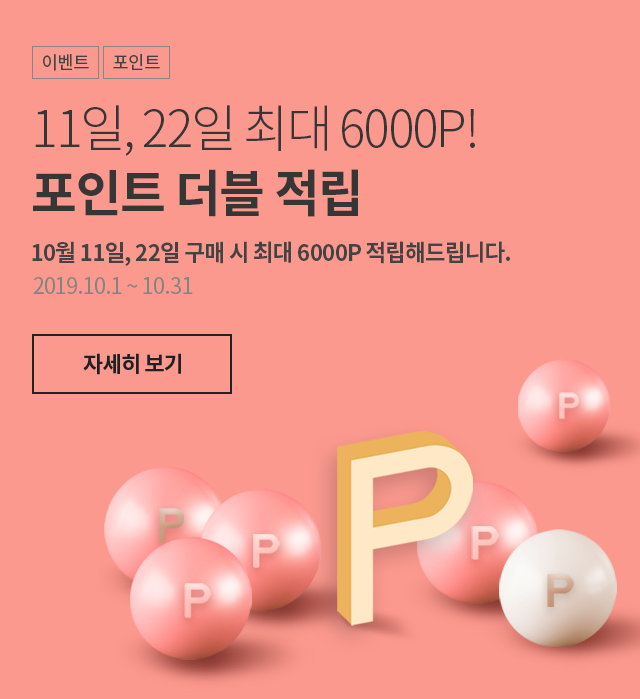 이벤트 포인트
11일, 22일 최대 6000P!
포인트 더블 적립
10월 11일, 22일 구매 시 최대 6000P 적립해드립니다.
2019.10.1 ~ 10.31
자세히 보기
P
P
P
P
P
P
P